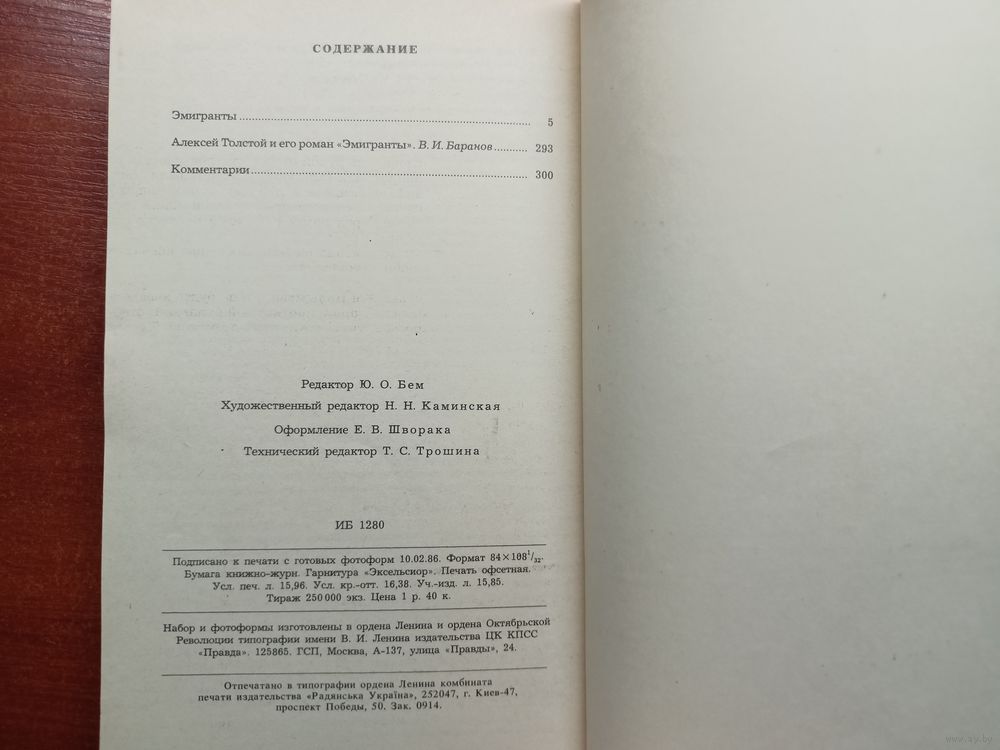 СОДЕРЖАНИЕ
Эмигранты ........ 5
Алексей Толстой и его роман «Эмигранты». В. И. Баранов ........ 293
Комментарии ........ 300
Редактор Ю. О. Бем
Художественный редактор Н. Н. Каминская
Оформление Е. В. Шворака
Технический редактор Т. С. Трошина
ИБ 1280
Подписано к печати с готовых фотоформ 10.02.86. Формат 84×108¹/₃₂.
Бумага книжно-журн. Гарнитура «Эксельсиор». Печать офсетная.
Усл. печ. л. 15,96. Усл. кр.-отт. 16,38. Уч.-изд. л. 15,85.
Тираж 250 000 экз. Цена 1 р. 40 к.
Набор и фотоформы изготовлены в ордена Ленина и ордена Октябрьской
Революции типографии имени В. И. Ленина издательства ЦК КПСС
«Правда». 125865. ГСП, Москва, А-137, улица «Правды», 24.
Отпечатано в типографии ордена Ленина комбината
печати издательства «Радянська Україна», 252047, г. Киев-47,
проспект Победы, 50. Зак. 0914.
www.ay.by